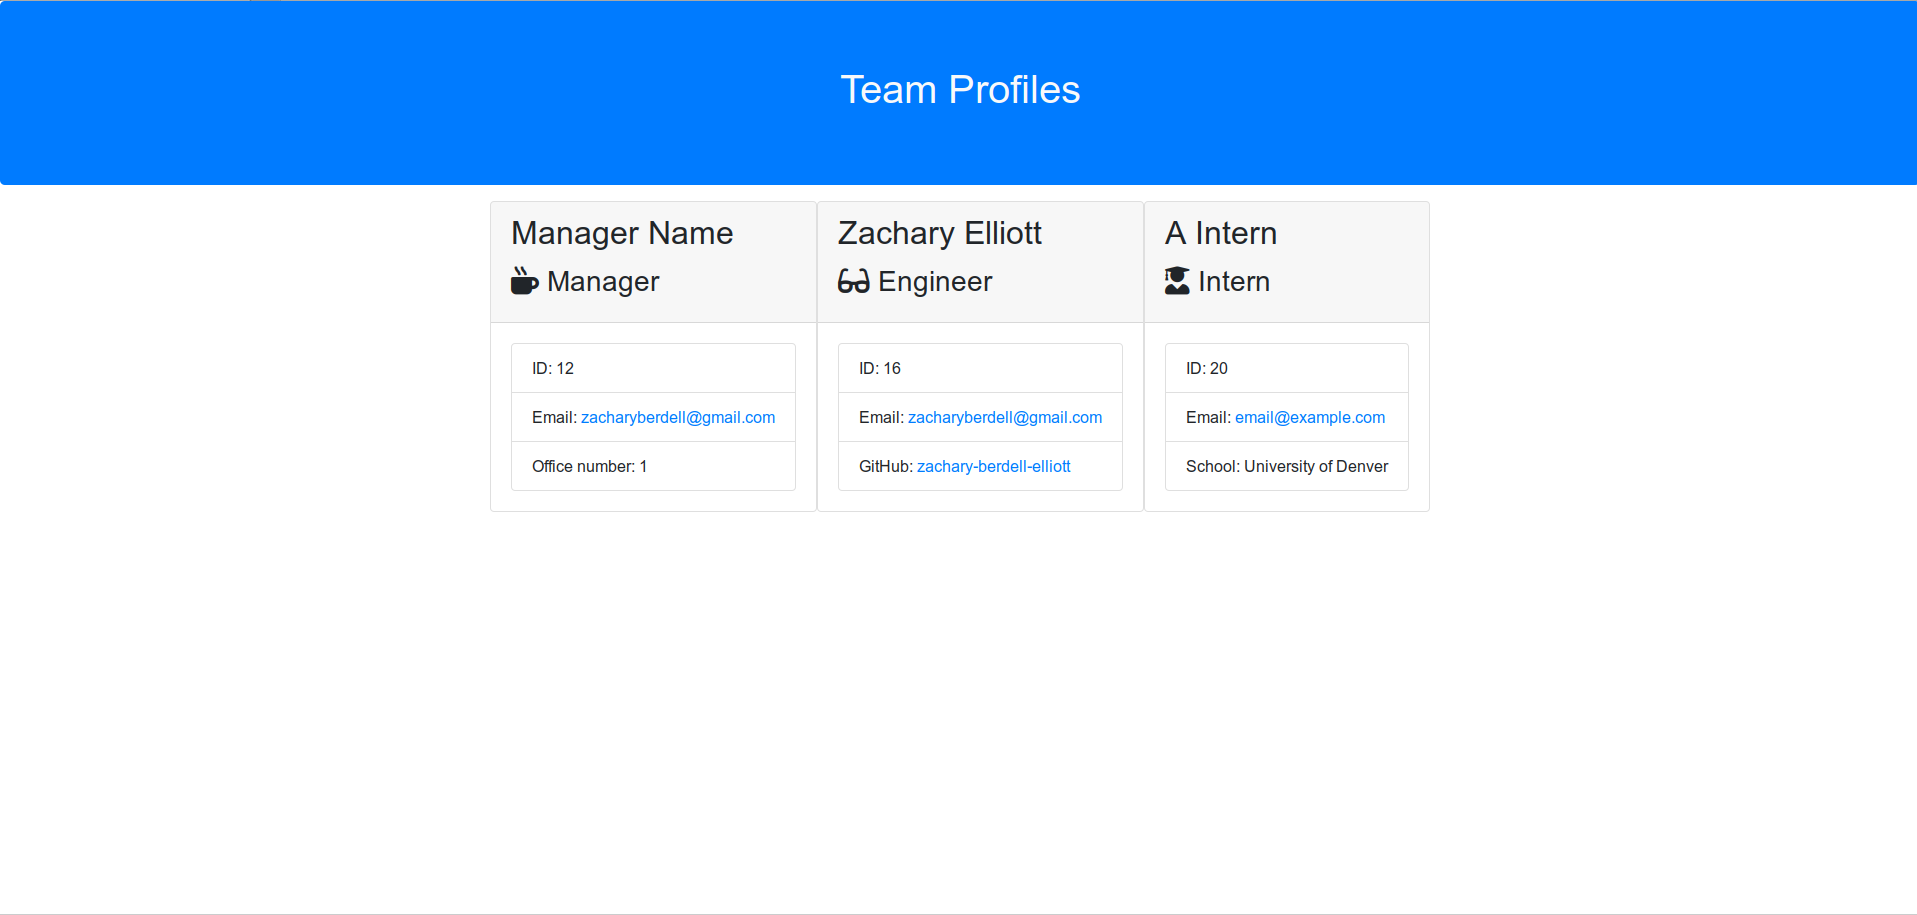 Team Profiles
Manager Name
Manager
ID: 12
Email: zacharyberdell@gmail.com
Office number: 1
Zachary Elliott
Engineer
ID: 16
Email: zacharyberdell@gmail.com
GitHub: zachary-berdell-elliott
A Intern
Intern
ID: 20
Email: email@example.com
School: University of Denver